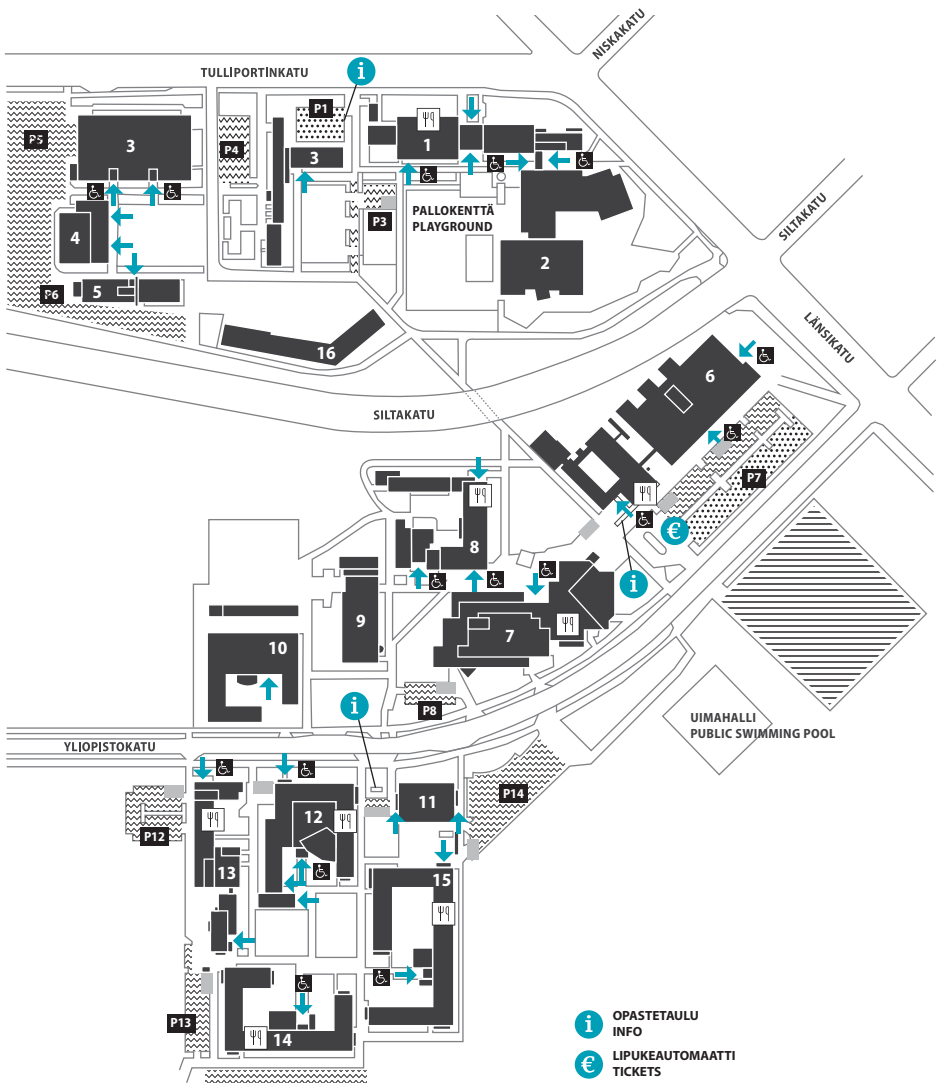 NISKAKATU
TULLIPORTINKATU
i
P1
P5
3
P4
3
1
SILTAKATU
P3
PALLOKENTTÄ
PLAYGROUND
4
2
5
P6
LÄNSIKATU
16
6
SILTAKATU
P7
8
€
i
9
7
10
i
P8
UIMAHALLI
PUBLIC SWIMMING POOL
YLIOPISTOKATU
P14
11
12
P12
13
15
P13
14
i
OPASTETAULU
INFO
€
LIPUKEAUTOMAATTI
TICKETS